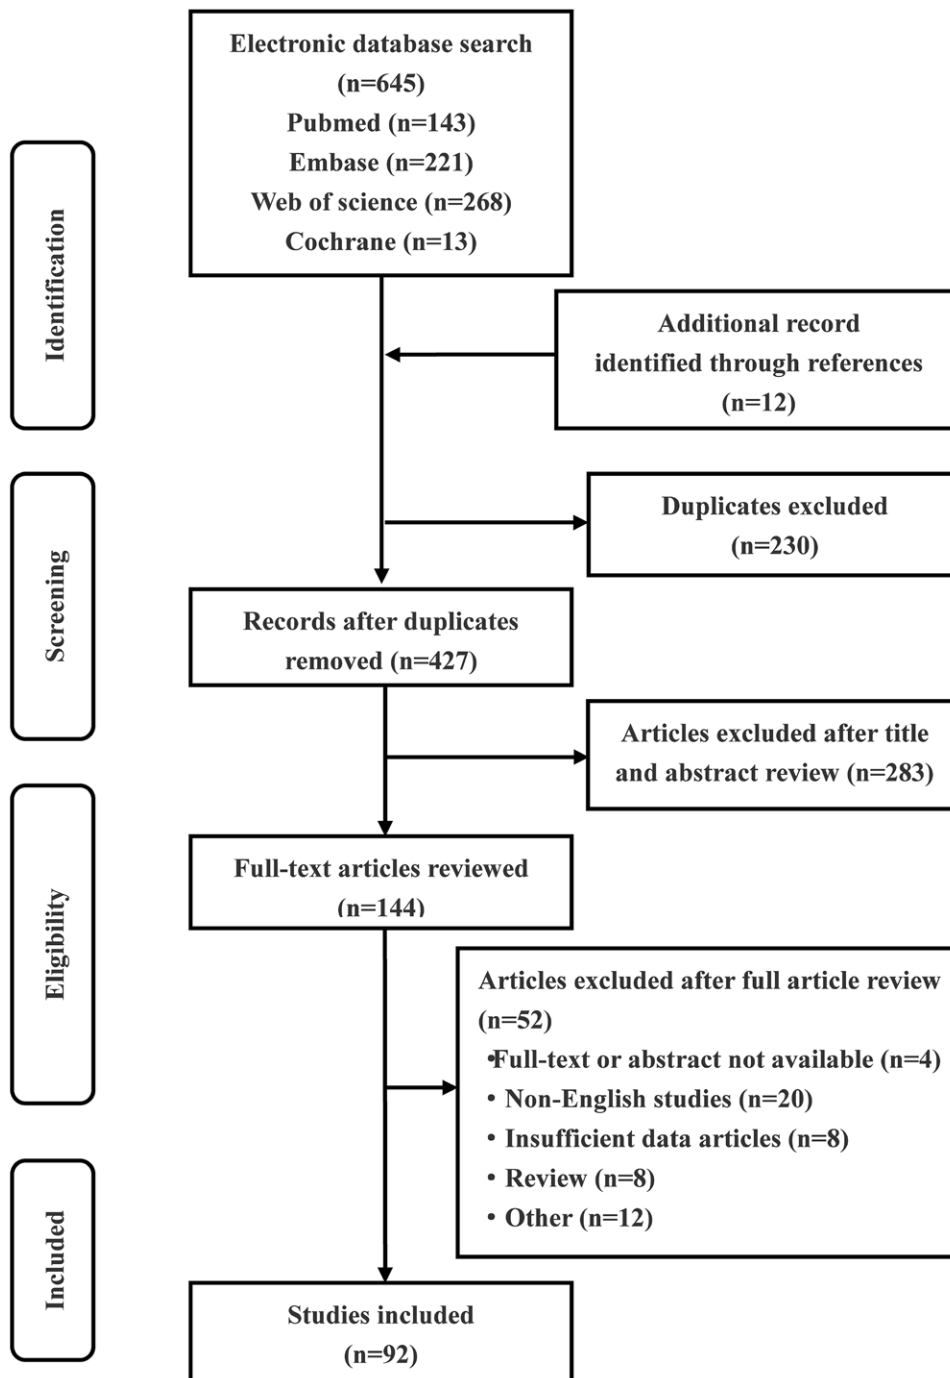 Electronic database search
(n=645)
Pubmed (n=143)
Embase (n=221)
Web of science (n=268)
Cochrane (n=13)
Identification
Additional record
identified through references
(n=12)
Screening
Duplicates excluded
(n=230)
Records after duplicates
removed (n=427)
Articles excluded after title
and abstract review (n=283)
Eligibility
Full-text articles reviewed
(n=144)
Articles excluded after full article review
(n=52)
•Full-text or abstract not available (n=4)
• Non-English studies (n=20)
• Insufficient data articles (n=8)
• Review (n=8)
• Other (n=12)
Included
Studies included
(n=92)